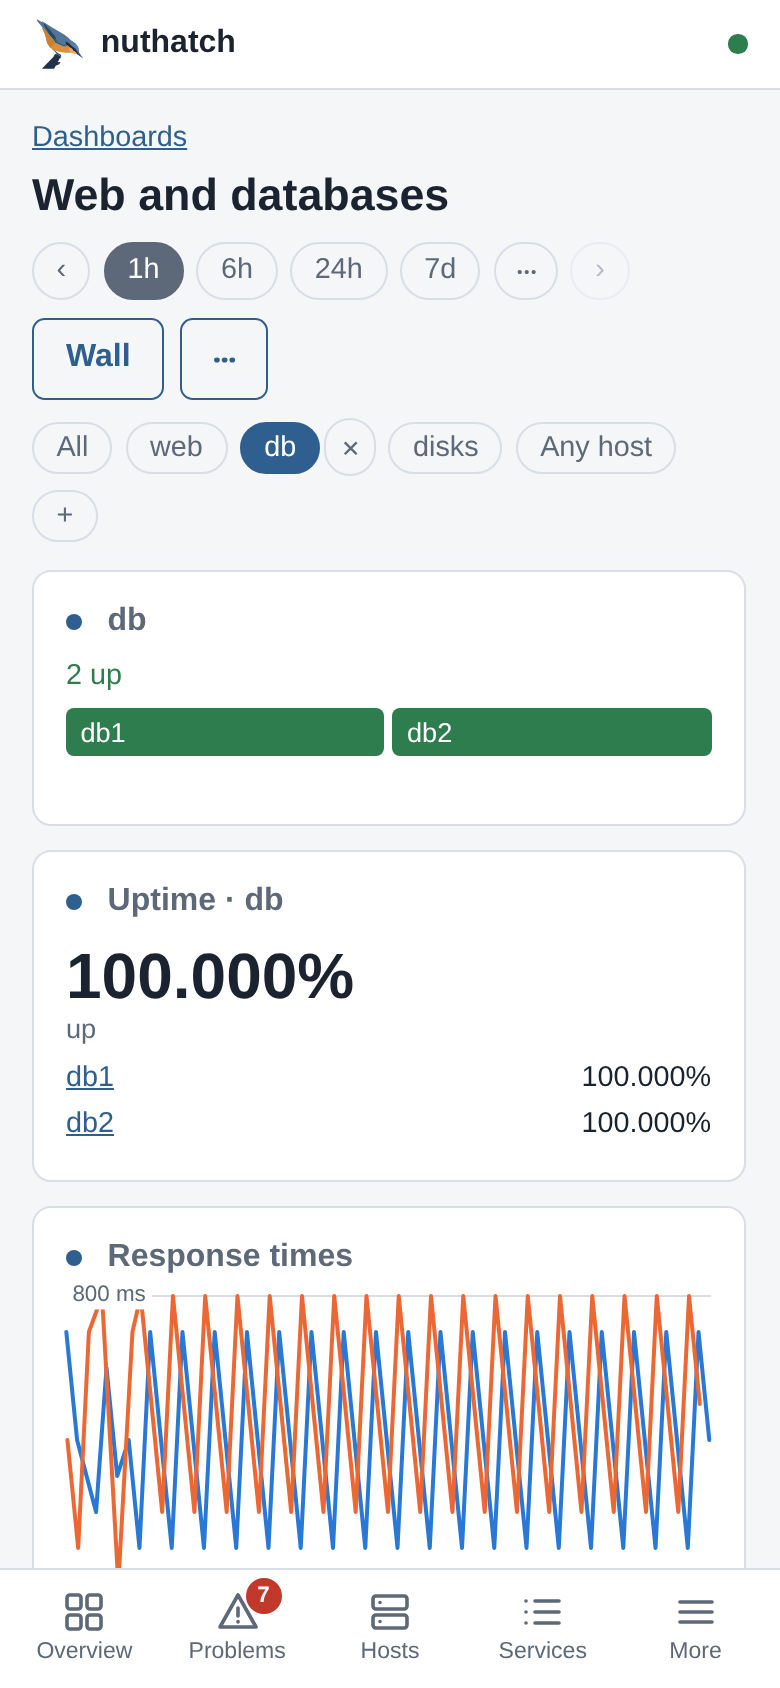 nuthatch
Dashboards
Web and databases
‹ 1h 6h 24h 7d ... ›
Wall ...
All web db × disks Any host
+
db
2 up
db1 db2
Uptime · db
100.000%
up
db1 100.000%
db2 100.000%
Response times
800 ms
7
Overview Problems Hosts Services More